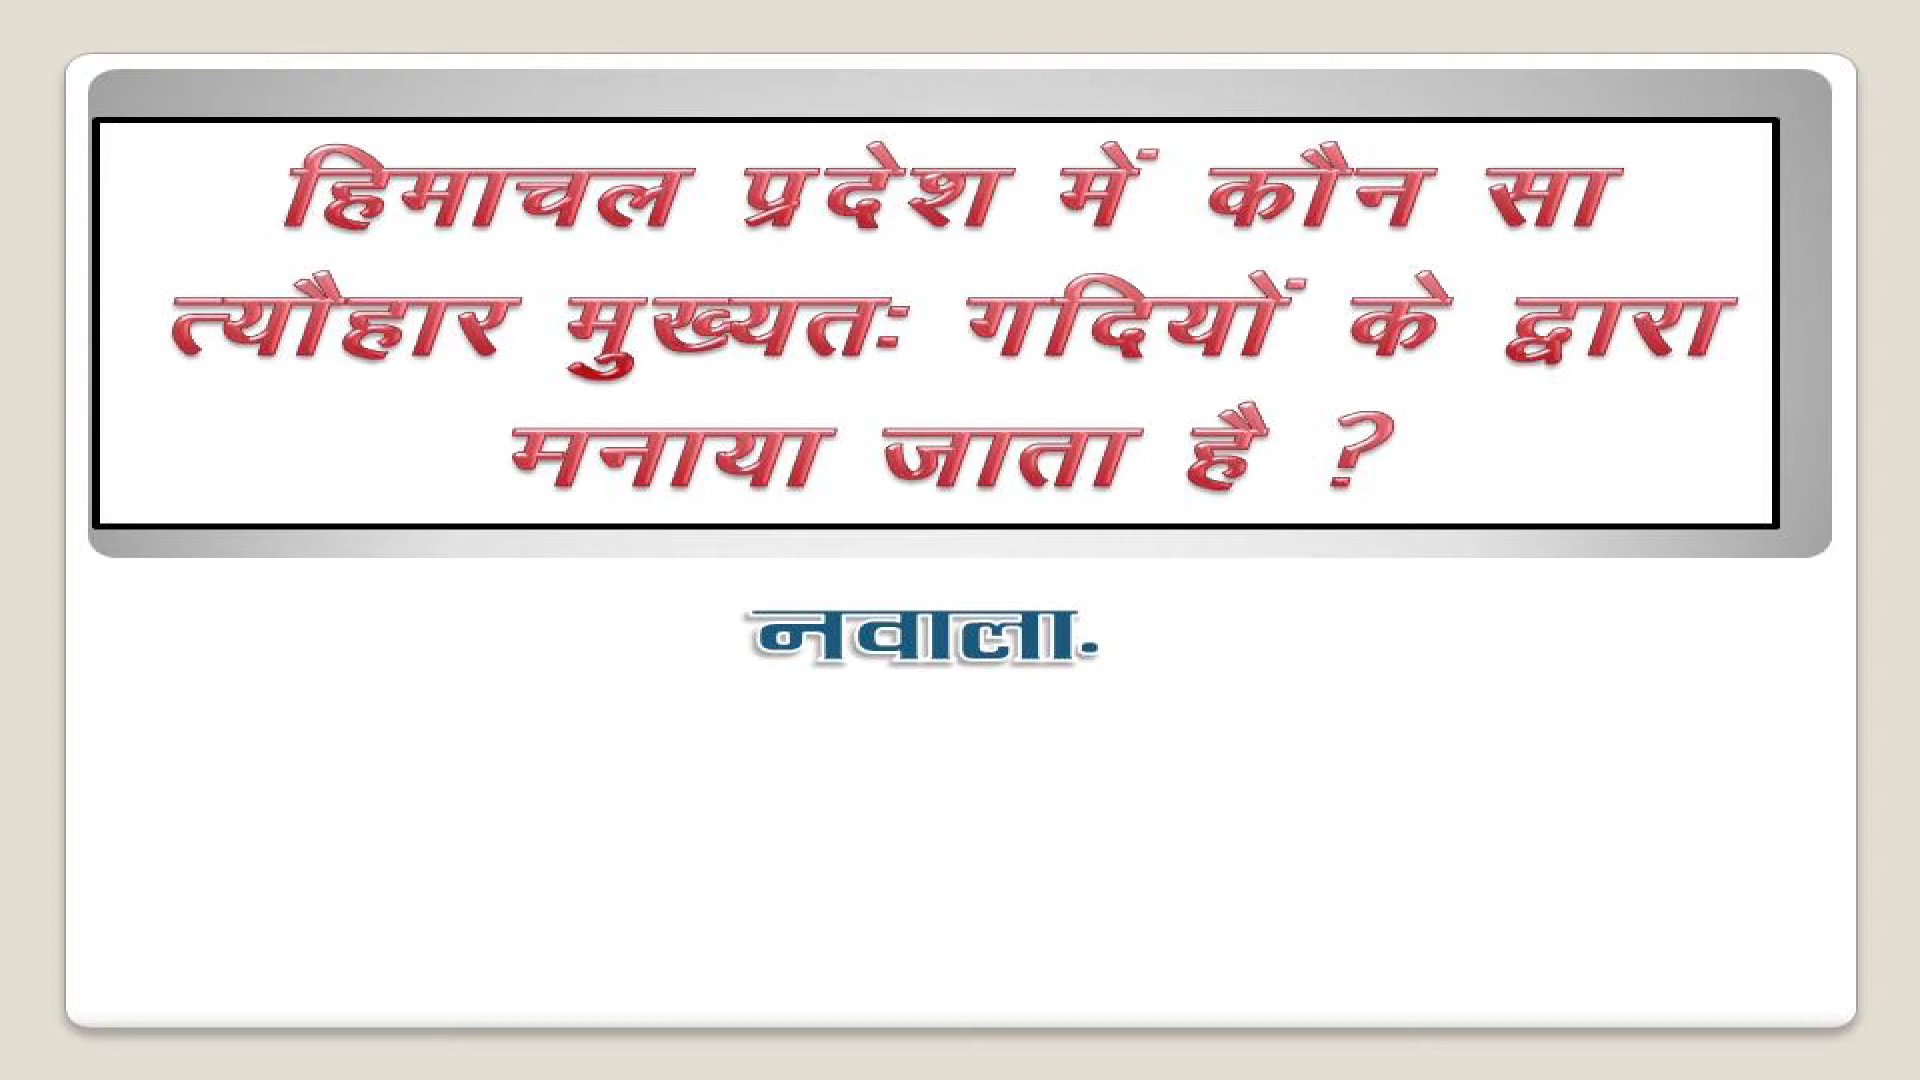 हिमाचल प्रदेश में कौन सा
त्यौहार मुख्यतः गदियों के द्वारा
मनाया जाता है ?
नवाला.